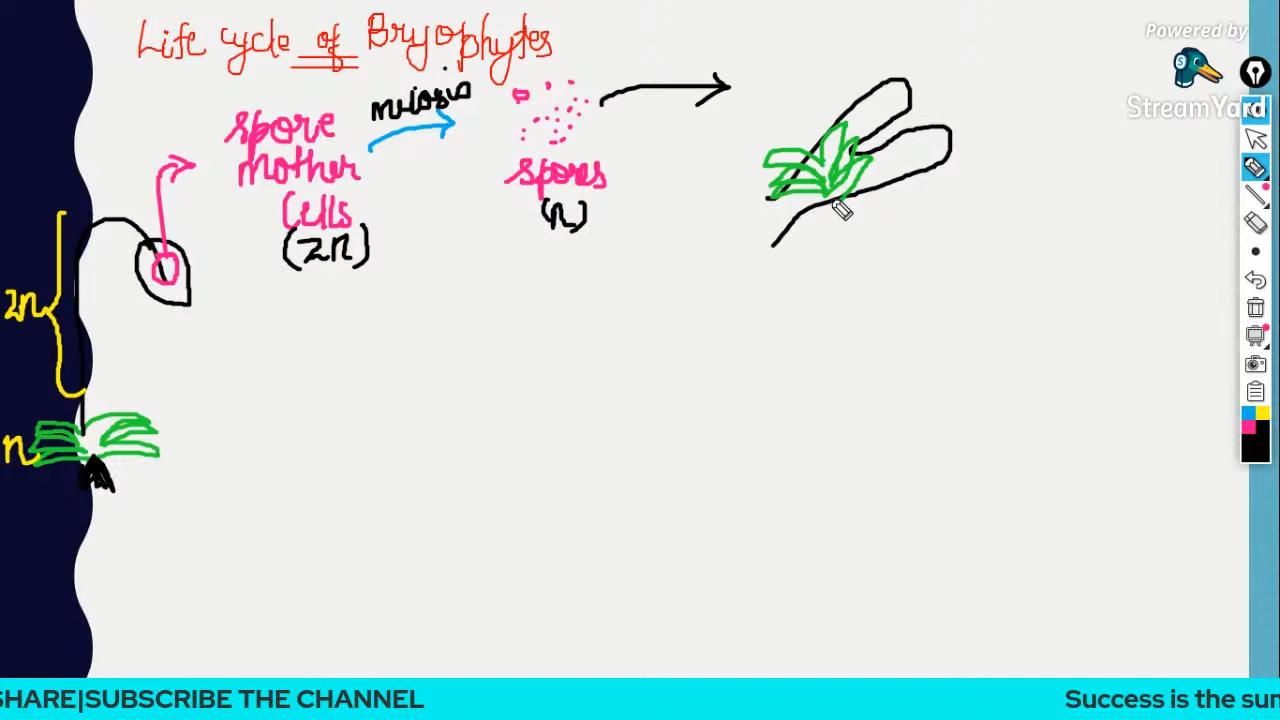 Life cycle of Bryophytes
Powered by
StreamYard
meiosis
spore
mother
cells
(2n)
spores
(n)
2n
n
SHARE|SUBSCRIBE THE CHANNEL
Success is the sum